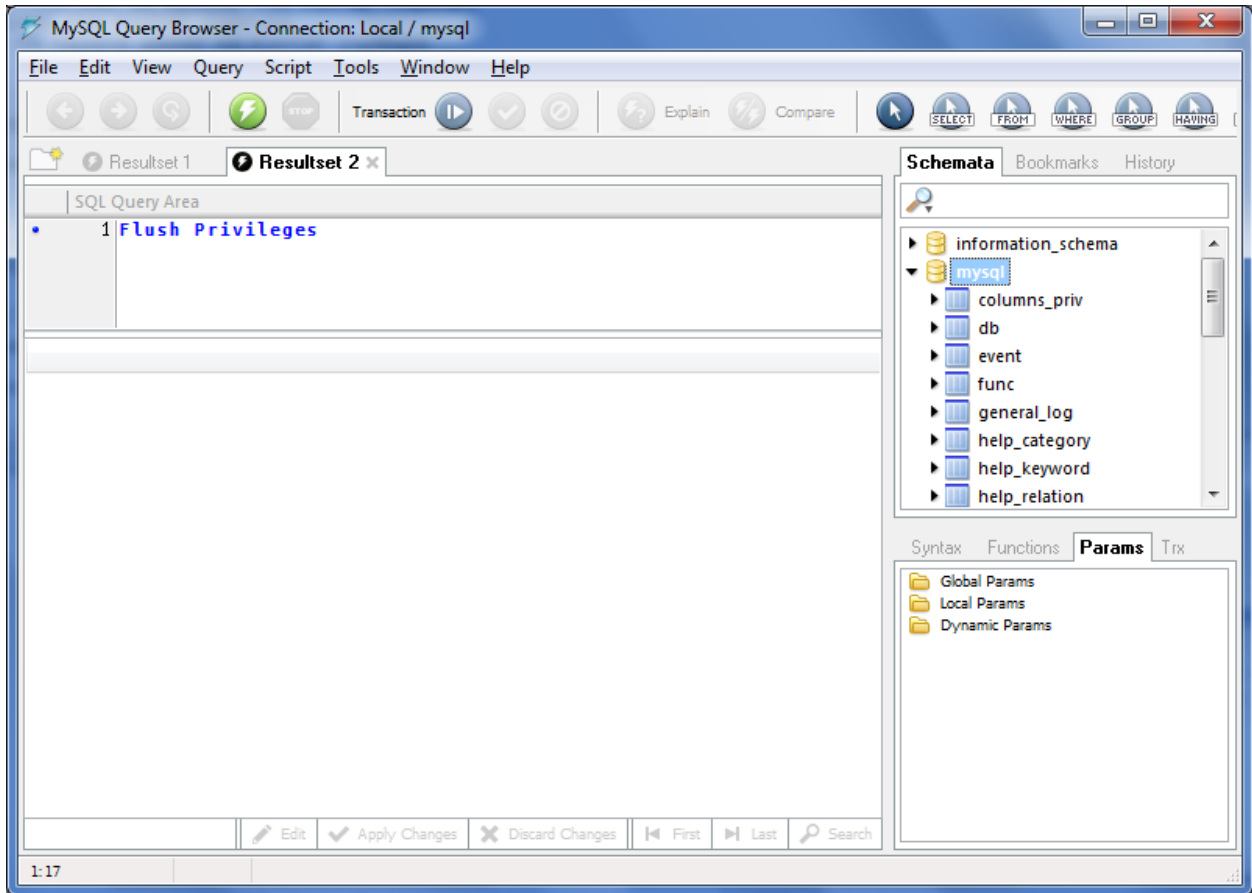 MySQL Query Browser - Connection: Local / mysql
File Edit View Query Script Tools Window Help
STOP Transaction Explain Compare SELECT FROM WHERE GROUP HAVING
Resultset 1 Resultset 2
SQL Query Area
1 Flush Privileges
Schemata Bookmarks History
information_schema
mysql
columns_priv
db
event
func
general_log
help_category
help_keyword
help_relation
Syntax Functions Params Trx
Global Params
Local Params
Dynamic Params
Edit Apply Changes Discard Changes First Last Search
1:17